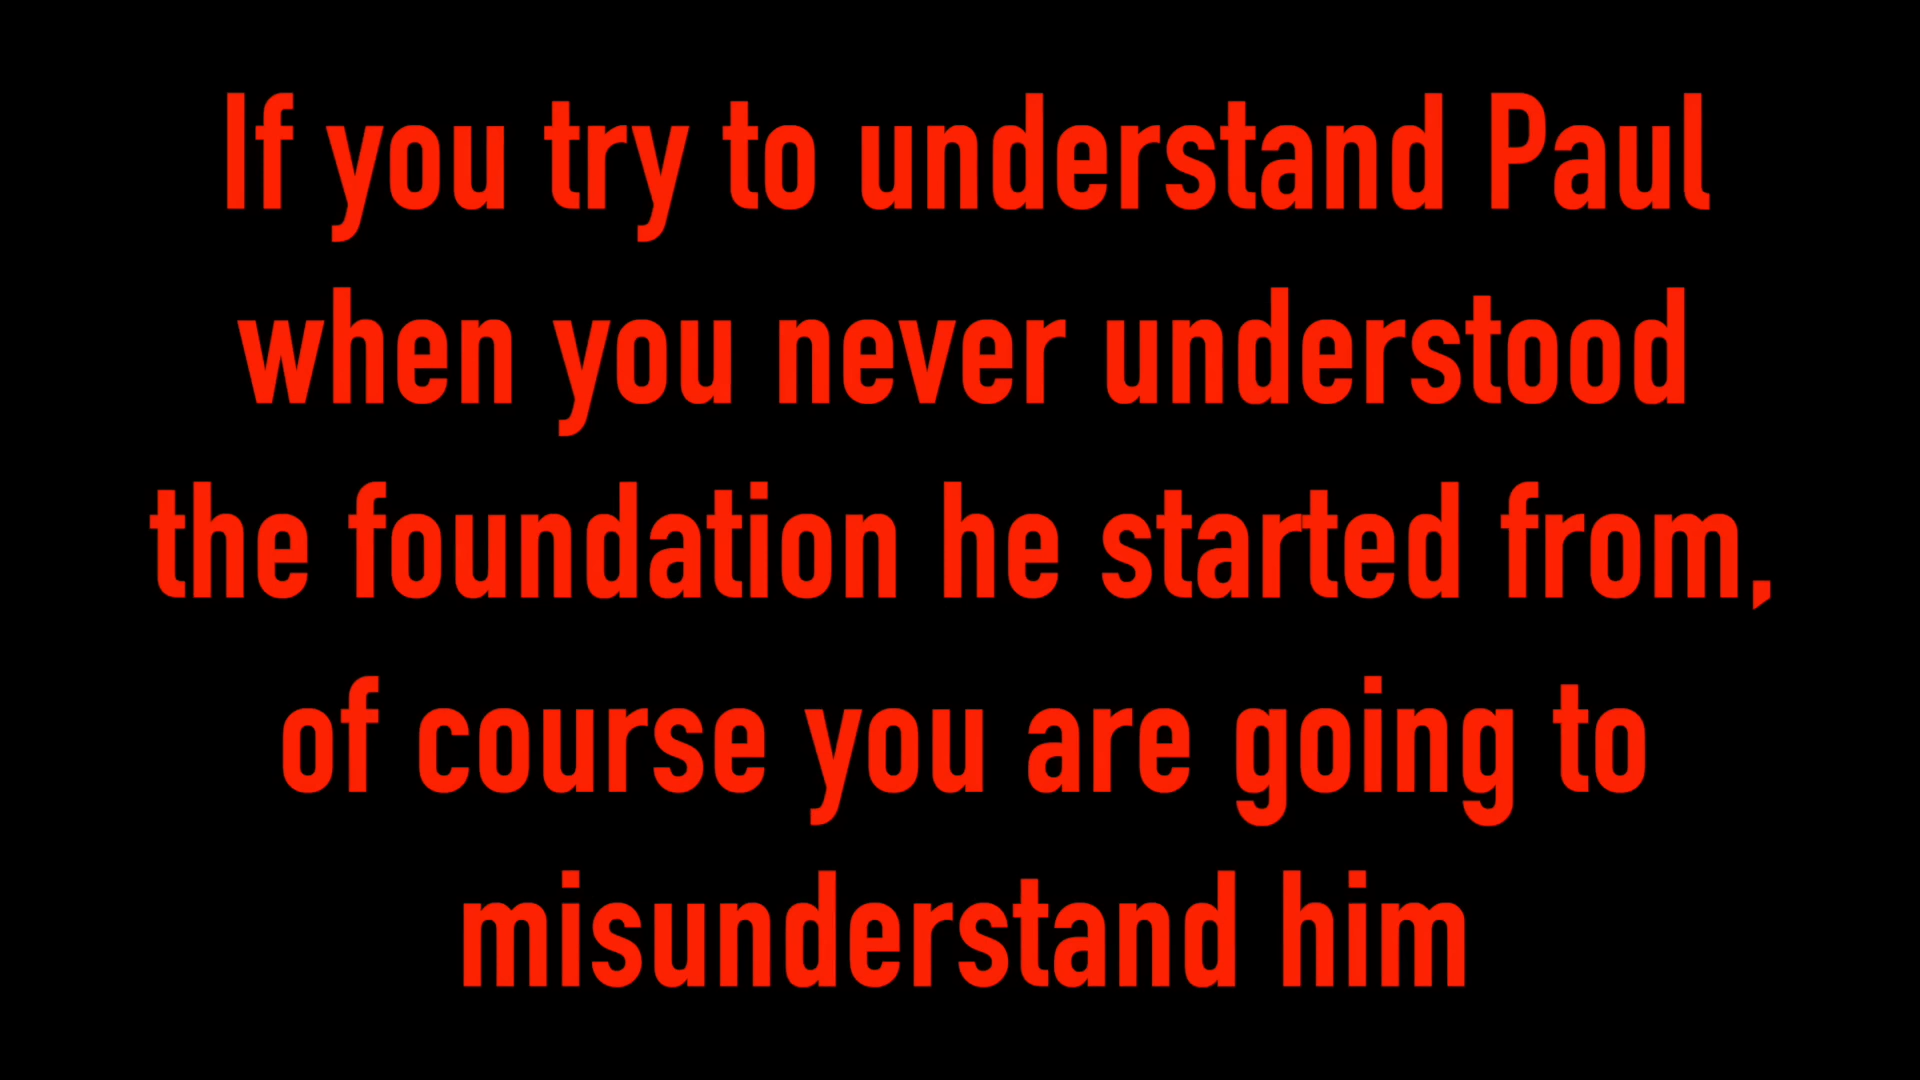 If you try to understand Paul
when you never understood
the foundation he started from,
of course you are going to
misunderstand him